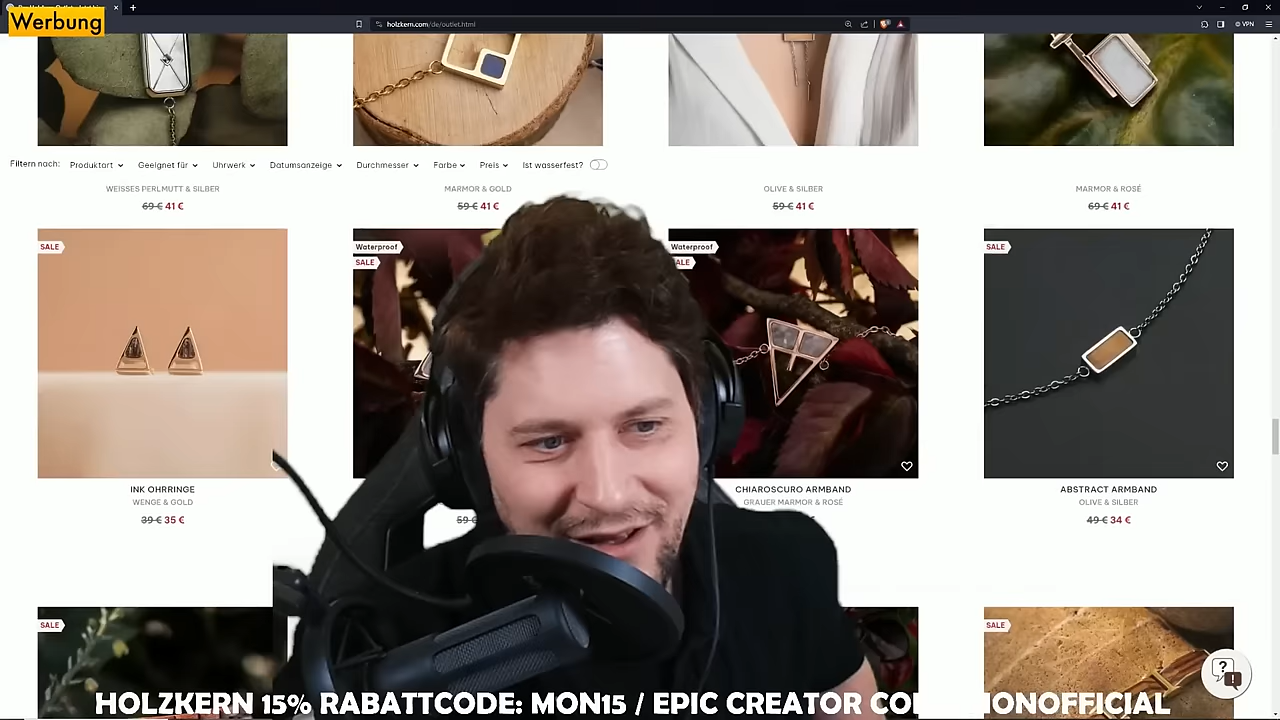 Werbung
holzkern.com/de/outlet.html
VPN
Filtern nach:
Produktart
Geeignet für
Uhrwerk
Datumsanzeige
Durchmesser
Farbe
Preis
Ist wasserfest?
WEISSES PERLMUTT & SILBER
69 € 41 €
MARMOR & GOLD
59 € 41 €
OLIVE & SILBER
59 € 41 €
MARMOR & ROSÉ
69 € 41 €
SALE
Waterproof
SALE
Waterproof
SALE
SALE
INK OHRRINGE
WENGE & GOLD
39 € 35 €
59 €
CHIAROSCURO ARMBAND
GRAUER MARMOR & ROSÉ
ABSTRACT ARMBAND
OLIVE & SILBER
49 € 34 €
SALE
SALE
HOLZKERN 15% RABATTCODE: MON15 / EPIC CREATOR